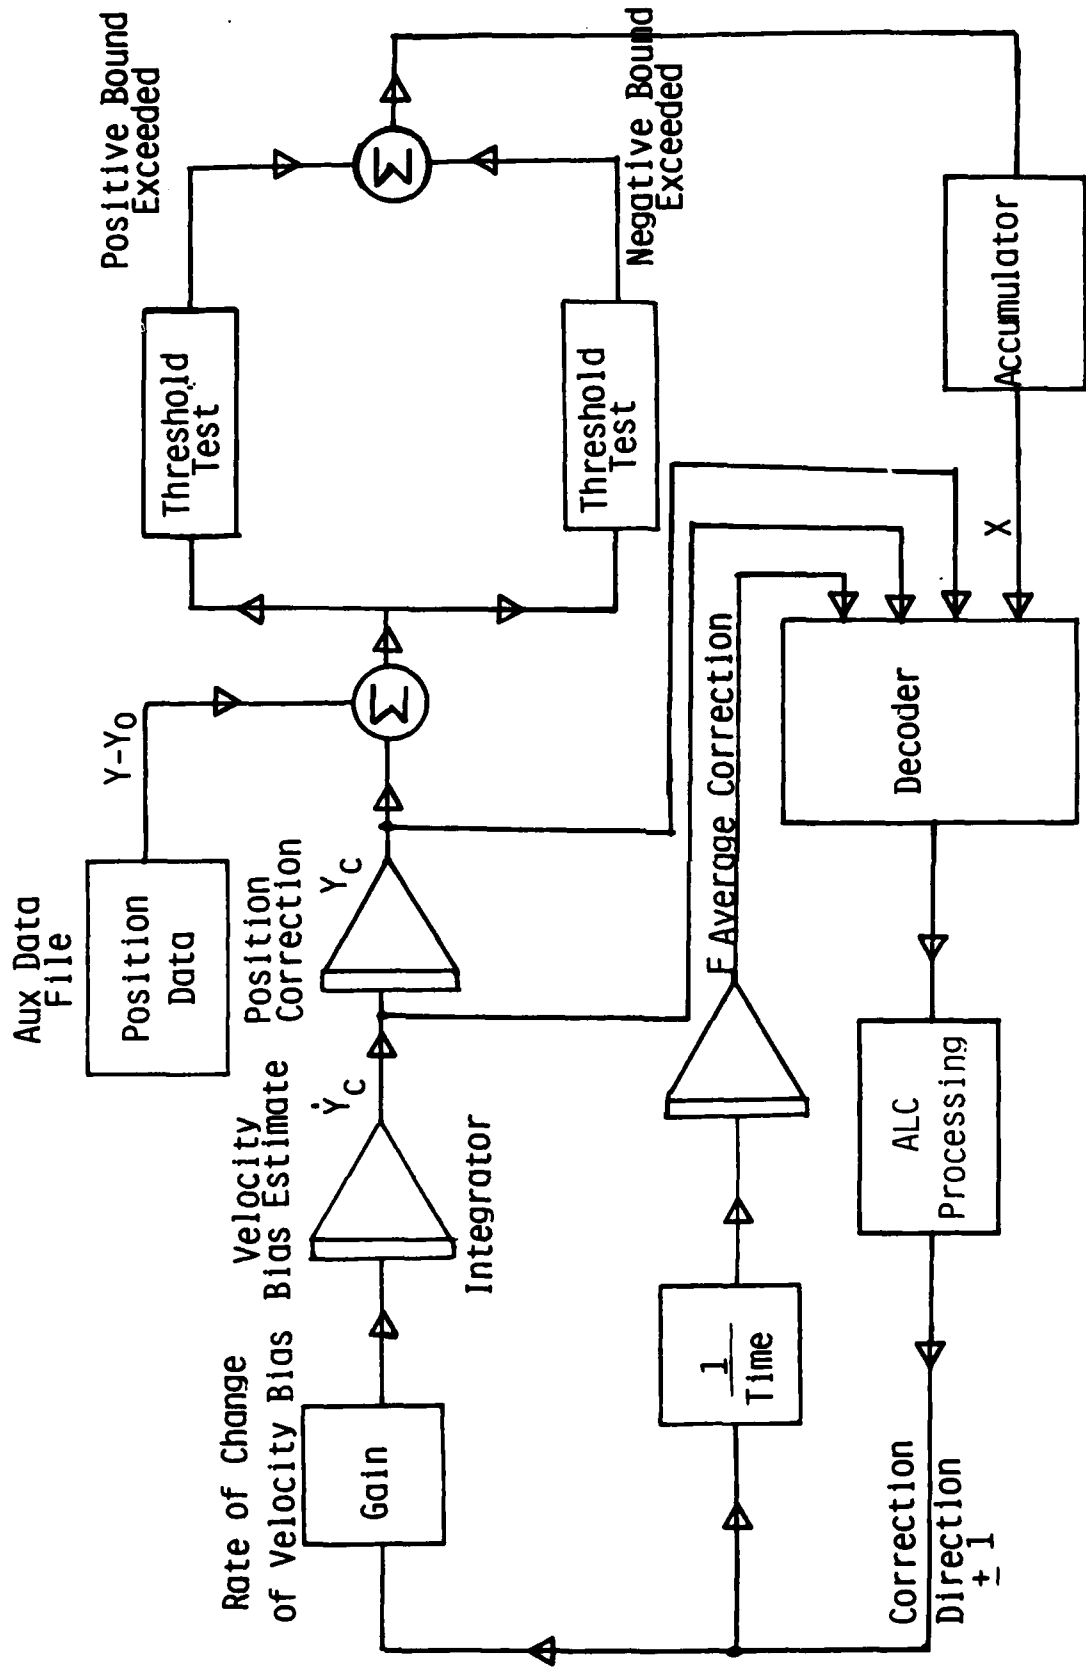 Aux Data
File
Position
Data
Y-Y0
Positive Bound
Exceeded
Threshold
Test
Σ
Rate of Change
of Velocity Bias
Gain
Velocity
Bias Estimate
ẎC
Integrator
Position
Correction
YC
Σ
Threshold
Test
Negative Bound
Exceeded
1
Time
F Average Correction
Correction
Direction
± 1
ALC
Processing
Decoder
X
Accumulator